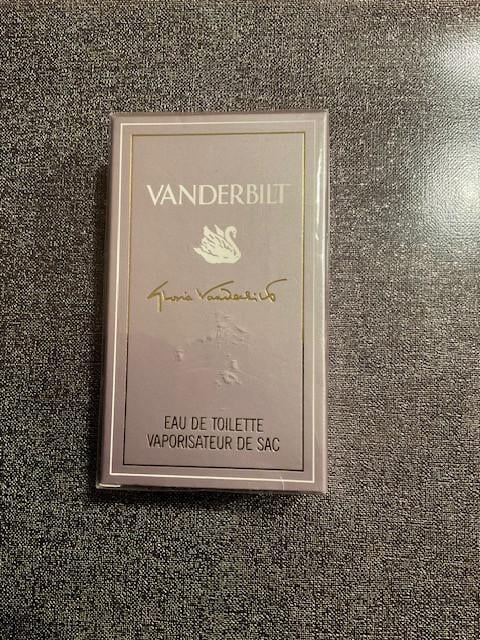 VANDERBILT
Gloria Vanderbilt
EAU DE TOILETTE
VAPORISATEUR DE SAC